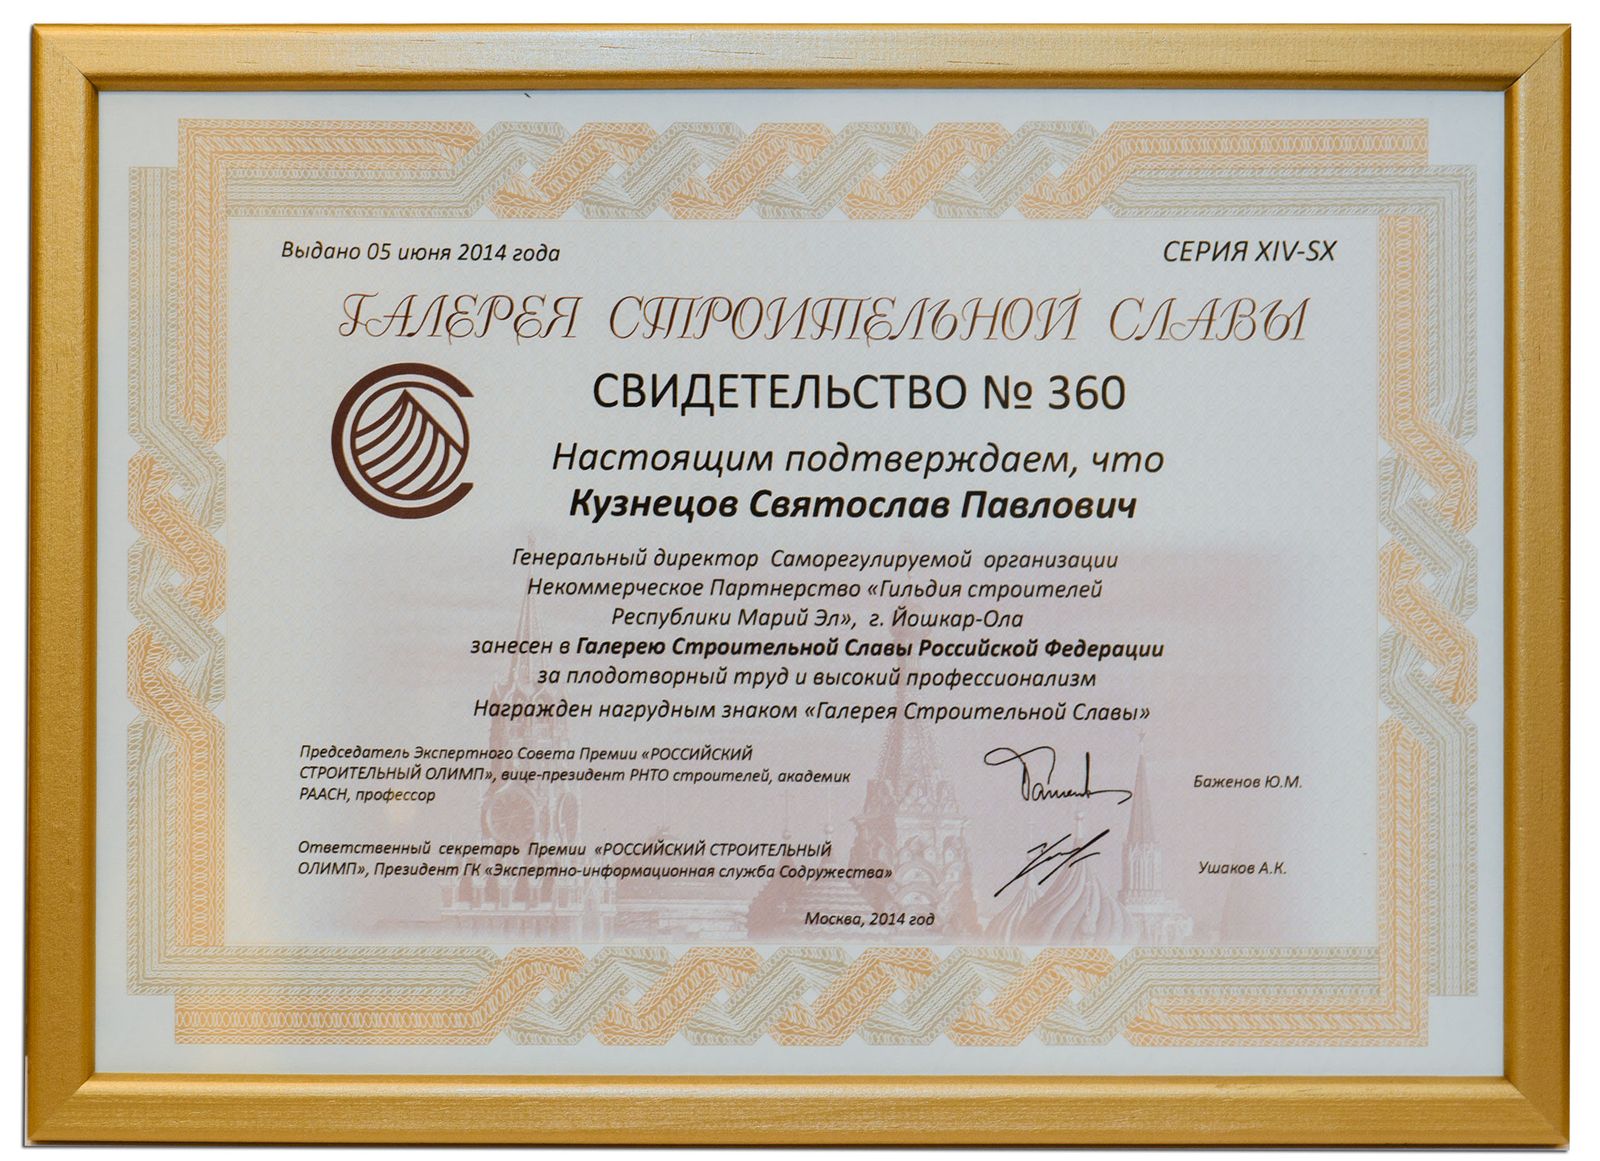 Выдано 05 июня 2014 года
СЕРИЯ XIV-SX
ГАЛЕРЕЯ СТРОИТЕЛЬНОЙ СЛАВЫ
СВИДЕТЕЛЬСТВО № 360
Настоящим подтверждаем, что
Кузнецов Святослав Павлович
Генеральный директор Саморегулируемой организации
Некоммерческое Партнерство «Гильдия строителей
Республики Марий Эл», г. Йошкар-Ола
занесен в Галерею Строительной Славы Российской Федерации
за плодотворный труд и высокий профессионализм
Награжден нагрудным знаком «Галерея Строительной Славы»
Председатель Экспертного Совета Премии «РОССИЙСКИЙ
СТРОИТЕЛЬНЫЙ ОЛИМП», вице-президент РНТО строителей, академик
РААСН, профессор
Баженов Ю.М.
Ответственный секретарь Премии «РОССИЙСКИЙ СТРОИТЕЛЬНЫЙ
ОЛИМП», Президент ГК «Экспертно-информационная служба Содружества»
Ушаков А.К.
Москва, 2014 год